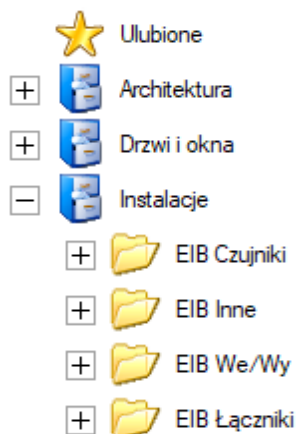 Ulubione
Architektura
Drzwi i okna
Instalacje
EIB Czujniki
EIB Inne
EIB We/Wy
EIB Łączniki